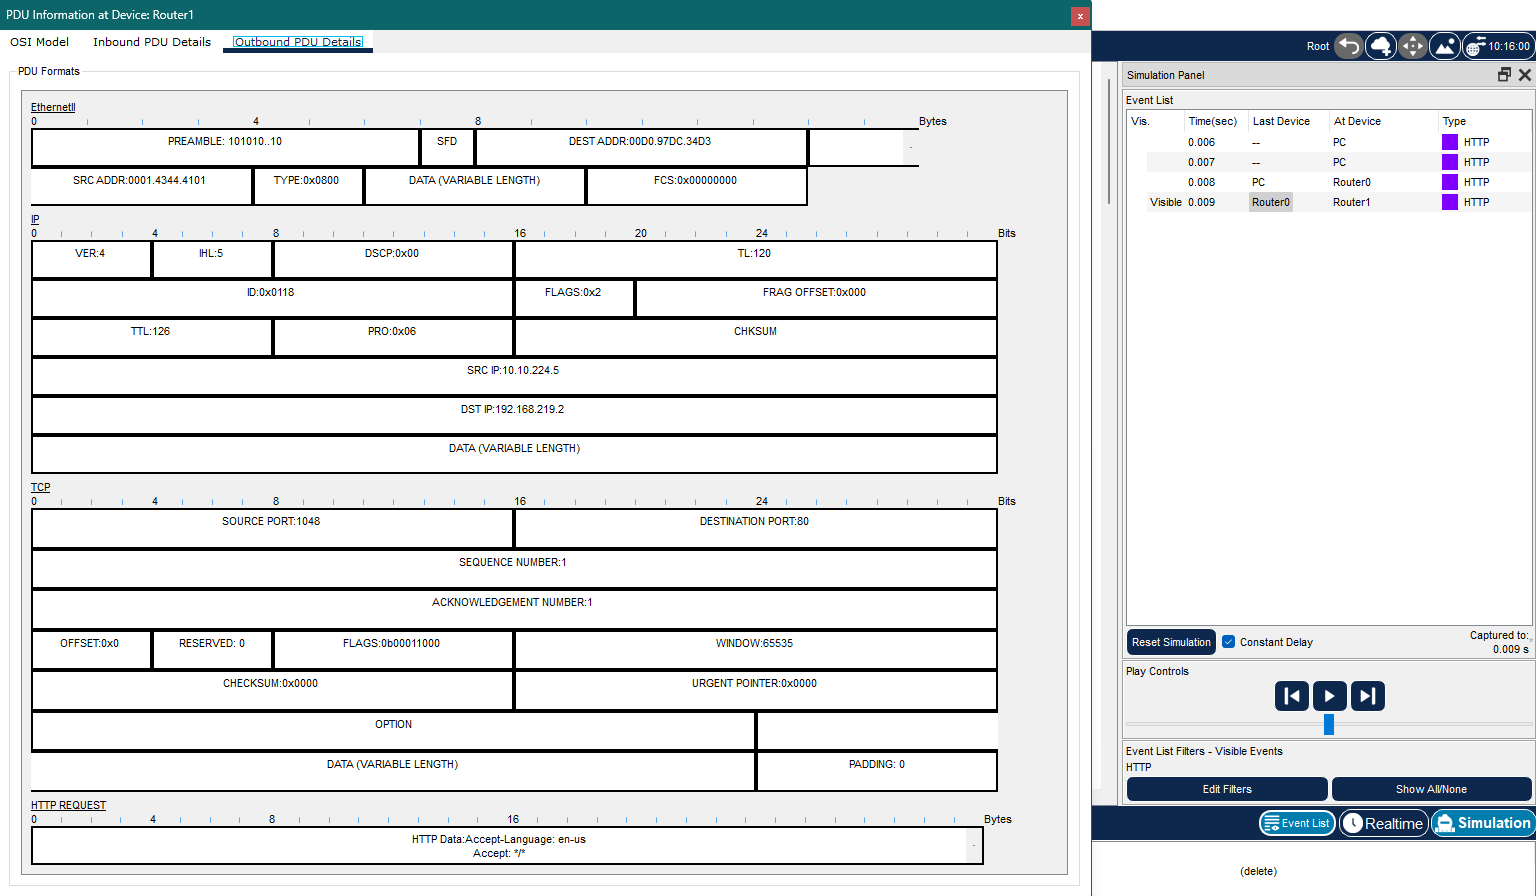 PDU Information at Device: Router1
x
OSI Model Inbound PDU Details Outbound PDU Details
PDU Formats
EthernetII
0 4 8 Bytes
PREAMBLE: 101010..10 SFD DEST ADDR:00D0.97DC.34D3
SRC ADDR:0001.4344.4101 TYPE:0x0800 DATA (VARIABLE LENGTH) FCS:0x00000000
IP
0 4 8 16 20 24 Bits
VER:4 IHL:5 DSCP:0x00 TL:120
ID:0x0118 FLAGS:0x2 FRAG OFFSET:0x000
TTL:126 PRO:0x06 CHKSUM
SRC IP:10.10.224.5
DST IP:192.168.219.2
DATA (VARIABLE LENGTH)
TCP
0 4 8 16 24 Bits
SOURCE PORT:1048 DESTINATION PORT:80
SEQUENCE NUMBER:1
ACKNOWLEDGEMENT NUMBER:1
OFFSET:0x0 RESERVED: 0 FLAGS:0b00011000 WINDOW:65535
CHECKSUM:0x0000 URGENT POINTER:0x0000
OPTION
DATA (VARIABLE LENGTH) PADDING: 0
HTTP REQUEST
0 4 8 16 Bytes
HTTP Data:Accept-Language: en-us
Accept: */*
Root 10:16:00
Simulation Panel
Event List
Vis. Time(sec) Last Device At Device Type
0.006 -- PC HTTP
0.007 -- PC HTTP
0.008 PC Router0 HTTP
Visible 0.009 Router0 Router1 HTTP
Reset Simulation Constant Delay Captured to:*
0.009 s
Play Controls
Event List Filters - Visible Events
HTTP
Edit Filters Show All/None
Event List Realtime Simulation
(delete)